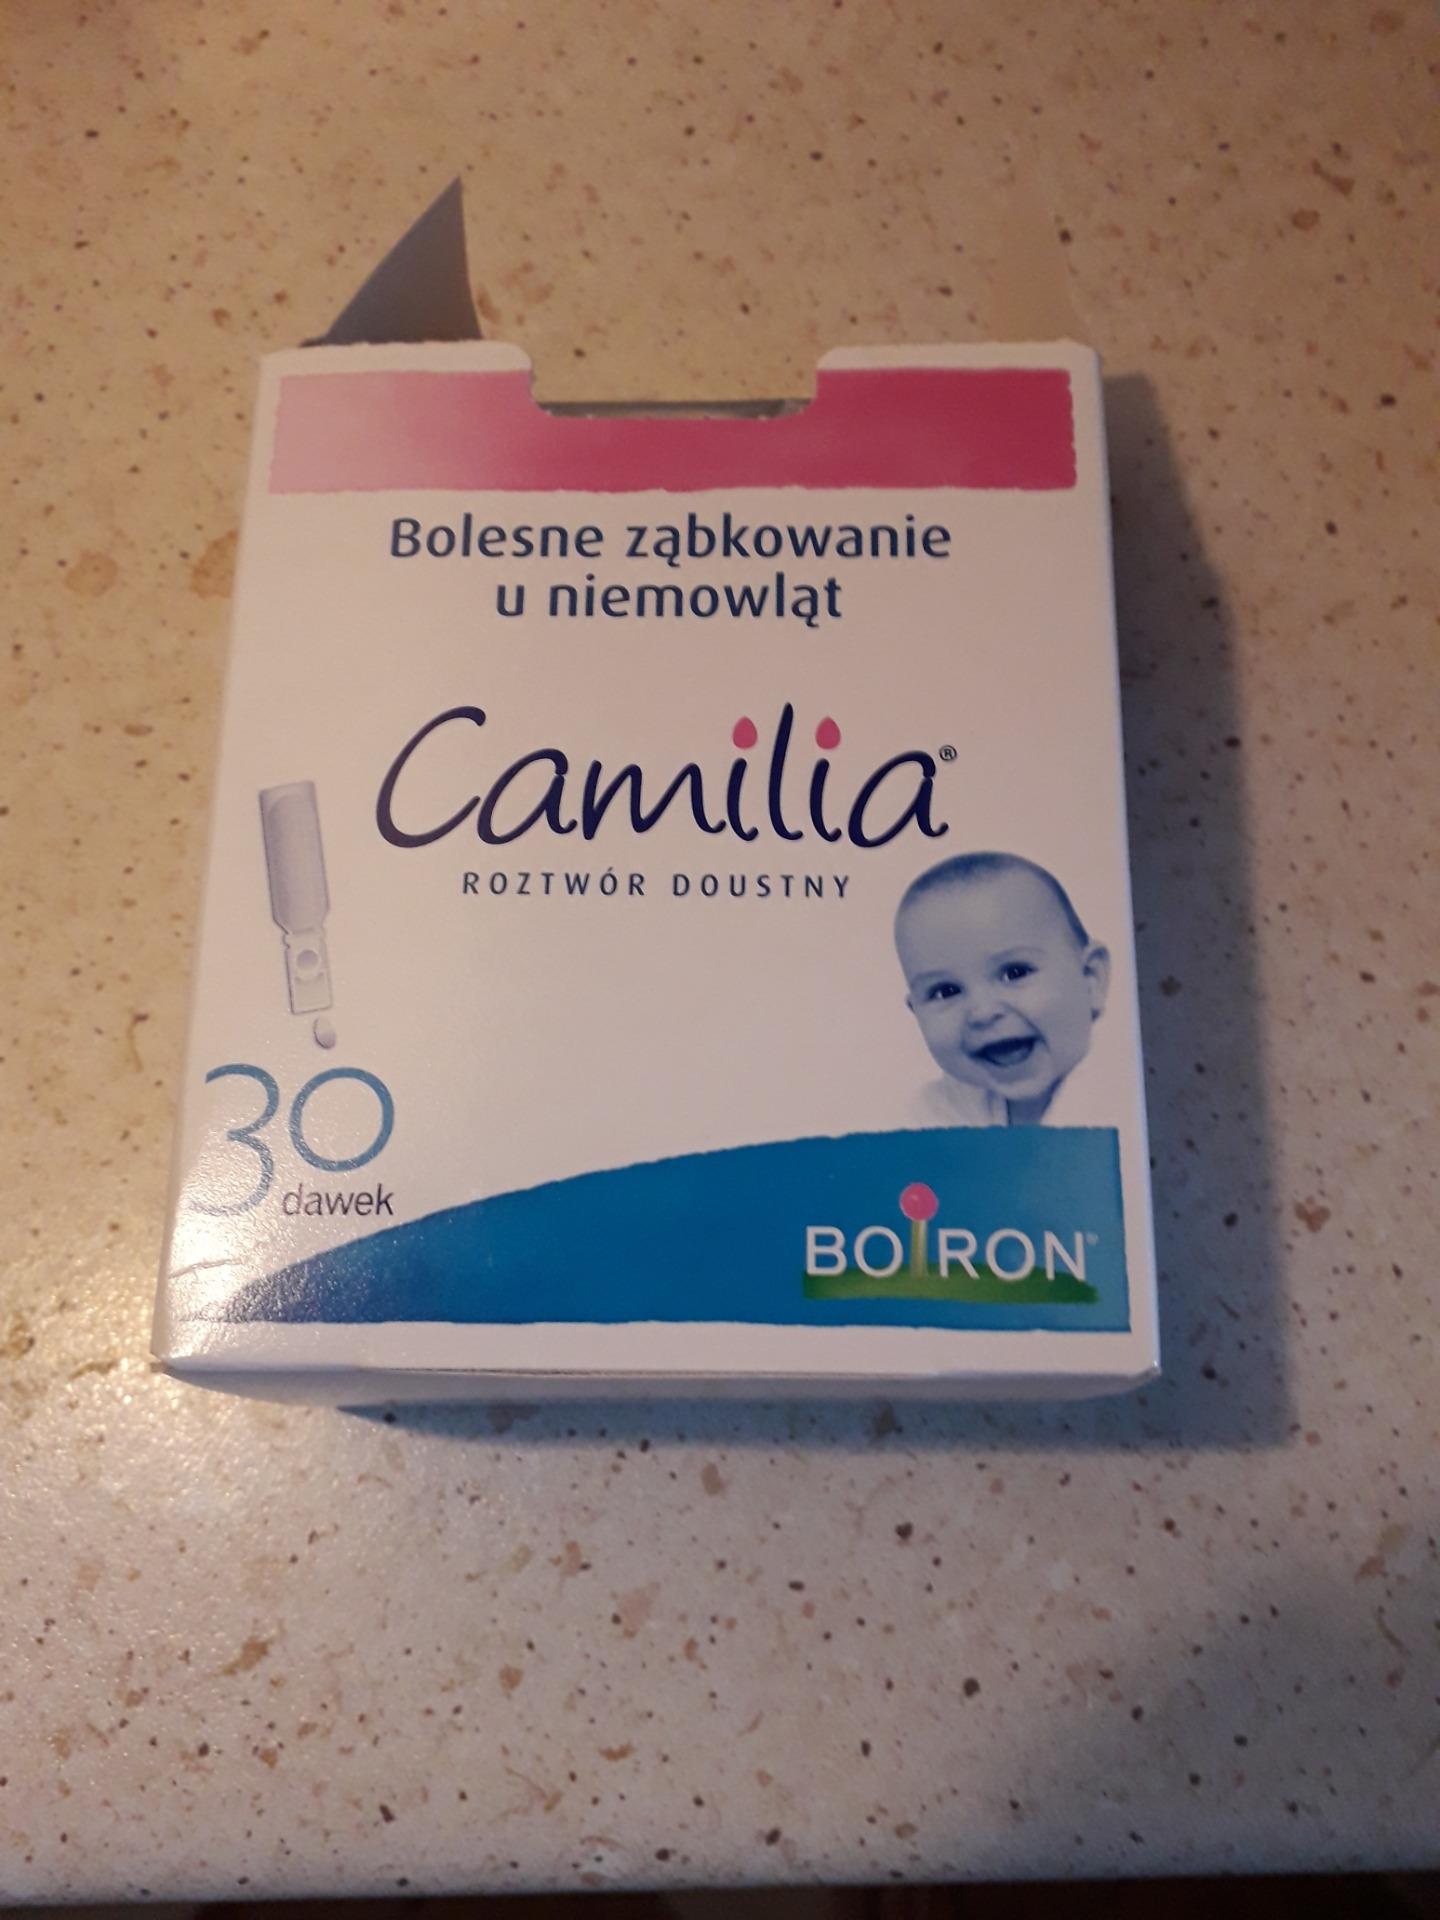 Bolesne ząbkowanie
u niemowląt
Camilia®
ROZTWÓR DOUSTNY
30
dawek
BOIRON®